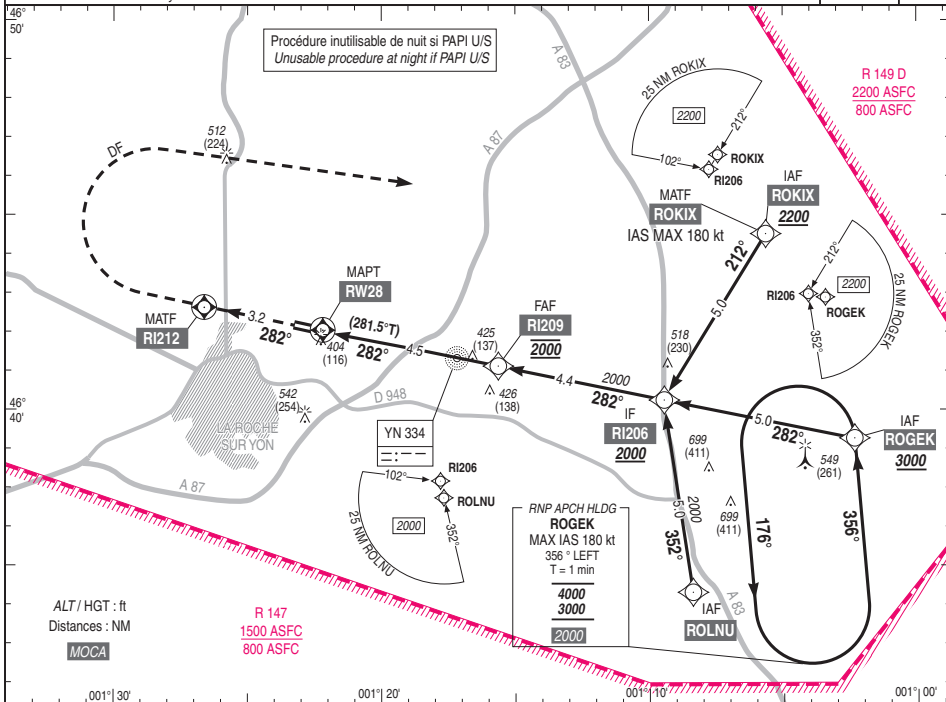 46°
50'
Procédure inutilisable de nuit si PAPI U/S
Unusable procedure at night if PAPI U/S
A 83
A 87
25 NM ROKIX
2200
212°
102°
ROKIX
RI206
R 149 D
2200 ASFC
800 ASFC
512
(224)
DF
MATF
ROKIX
IAS MAX 180 kt
IAF
ROKIX
2200
212°
5.0
212°
2200
RI206
ROGEK
352°
25 NM ROGEK
MAPT
RW28
(281.5°T)
MATF
RI212
3.2
282°
282°
4.5
404
(116)
425
(137)
FAF
RI209
2000
426
(138)
4.4
2000
282°
518
(230)
IF
RI206
2000
5.0
282°
IAF
ROGEK
3000
549
(261)
46°
40'
542
(254)
D 948
LA ROCHE
SUR YON
YN 334
A 87
102°
RI206
ROLNU
2000
352°
25 NM ROLNU
699
(411)
699
(411)
5.0
2000
352°
176°
356°
RNP APCH HLDG
ROGEK
MAX IAS 180 kt
356 ° LEFT
T = 1 min
4000
3000
2000
IAF
ROLNU
A 83
ALT / HGT : ft
Distances : NM
MOCA
R 147
1500 ASFC
800 ASFC
001° 30'
001° 20'
001° 10'
001° 00'